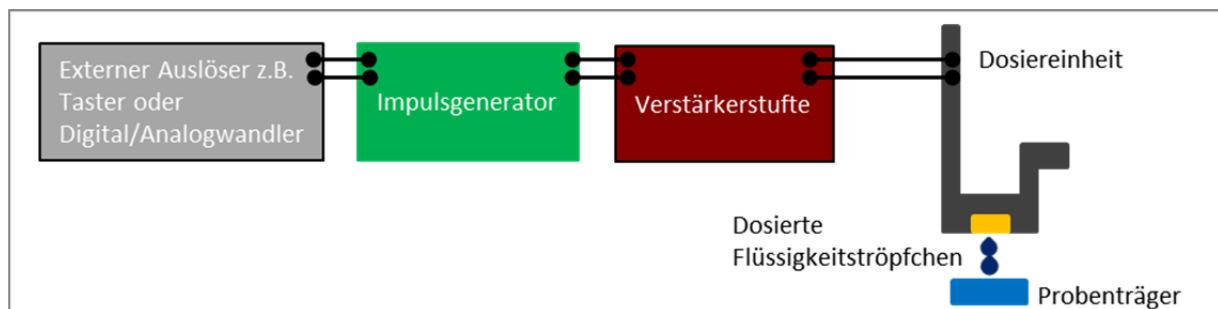 Externer Auslöser z.B.
Taster oder
Digital/Analogwandler
Impulsgenerator
Verstärkerstufte
Dosiereinheit
Dosierte
Flüssigkeitströpfchen
Probenträger